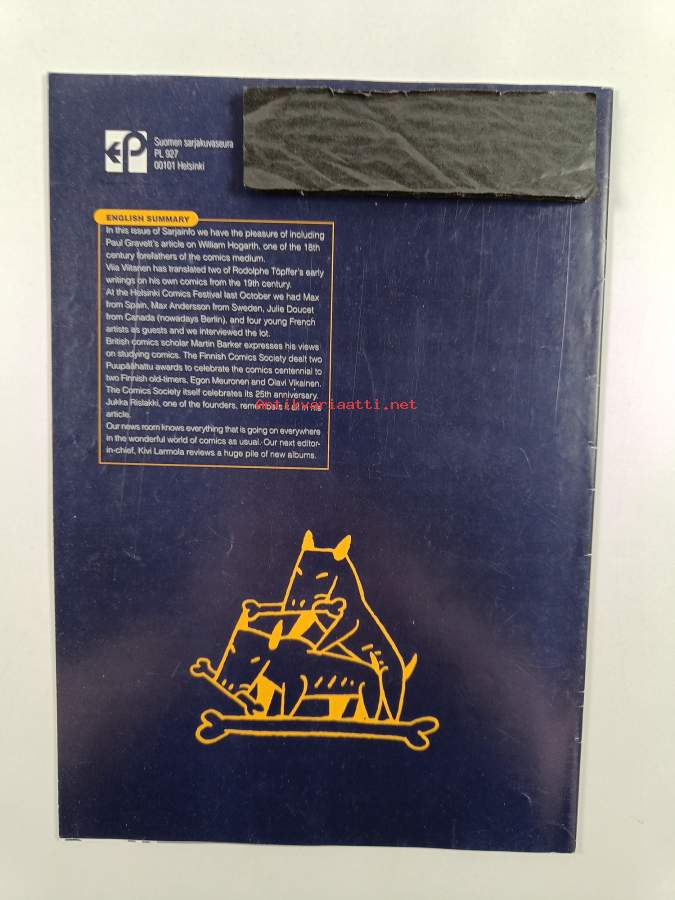 Suomen sarjakuvaseura
PL 927
00101 Helsinki
ENGLISH SUMMARY
In this issue of Sarjainfo we have the pleasure of including
Paul Gravett's article on William Hogarth, one of the 18th
century forefathers of the comics medium.
Viia Viitanen has translated two of Rodolphe Töpffer's early
writings on his own comics from the 19th century.
At the Helsinki Comics Festival last October we had Max
from Spain, Max Andersson from Sweden, Julie Doucet
from Canada (nowadays Berlin), and four young French
artists as guests and we interviewed the lot.
British comics scholar Martin Barker expresses his views
on studying comics. The Finnish Comics Society dealt two
Puupäähattu awards to celebrate the comics centennial to
two Finnish old-timers, Egon Meuronen and Olavi Vikainen.
The Comics Society itself celebrates its 25th anniversary.
Jukka Rislakki, one of the founders, remembers it all in his
article.
Antikvariaatti.net
Our news room knows everything that is going on everywhere
in the wonderful world of comics as usual. Our next editor-
in-chief, Kivi Larmola reviews a huge pile of new albums.